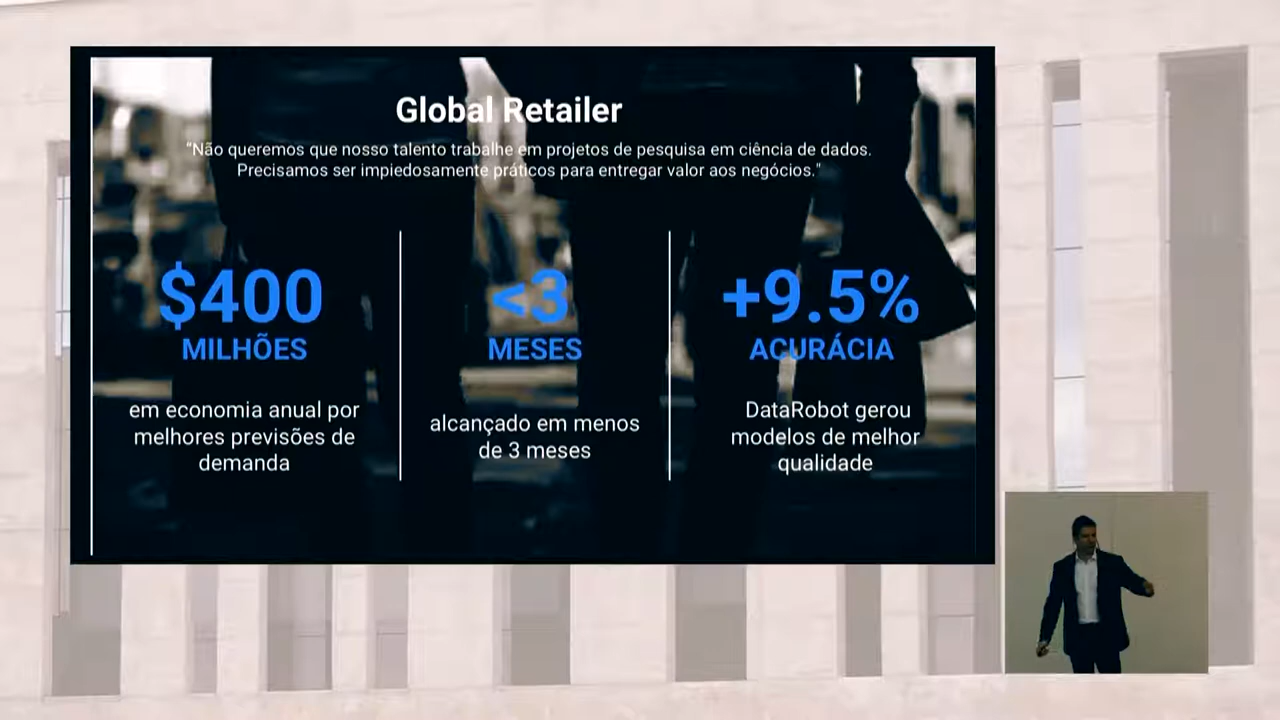 Global Retailer
“Não queremos que nosso talento trabalhe em projetos de pesquisa em ciência de dados.
Precisamos ser impiedosamente práticos para entregar valor aos negócios.”
$400
MILHÕES
em economia anual por
melhores previsões de
demanda
<3
MESES
alcançado em menos
de 3 meses
+9.5%
ACURÁCIA
DataRobot gerou
modelos de melhor
qualidade